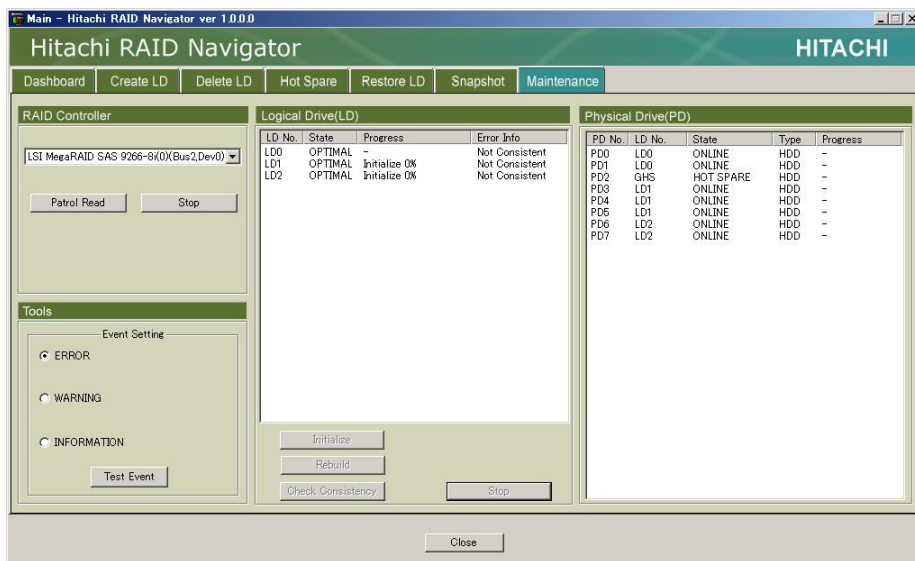 Main - Hitachi RAID Navigator ver 1.0.0.0
Hitachi RAID Navigator
HITACHI
Dashboard Create LD Delete LD Hot Spare Restore LD Snapshot Maintenance
RAID Controller
LSI MegaRAID SAS 9266-8i(0)(Bus2,Dev0)
Patrol Read Stop
Tools
Event Setting
ERROR
WARNING
INFORMATION
Test Event
Logical Drive(LD)
LD No. State Progress Error Info
LD0 OPTIMAL - Not Consistent
LD1 OPTIMAL Initialize 0% Not Consistent
LD2 OPTIMAL Initialize 0% Not Consistent
Initialize
Rebuild
Check Consistency Stop
Physical Drive(PD)
PD No. LD No. State Type Progress
PD0 LD0 ONLINE HDD -
PD1 LD0 ONLINE HDD -
PD2 GHS HOT SPARE HDD -
PD3 LD1 ONLINE HDD -
PD4 LD1 ONLINE HDD -
PD5 LD1 ONLINE HDD -
PD6 LD2 ONLINE HDD -
PD7 LD2 ONLINE HDD -
Close